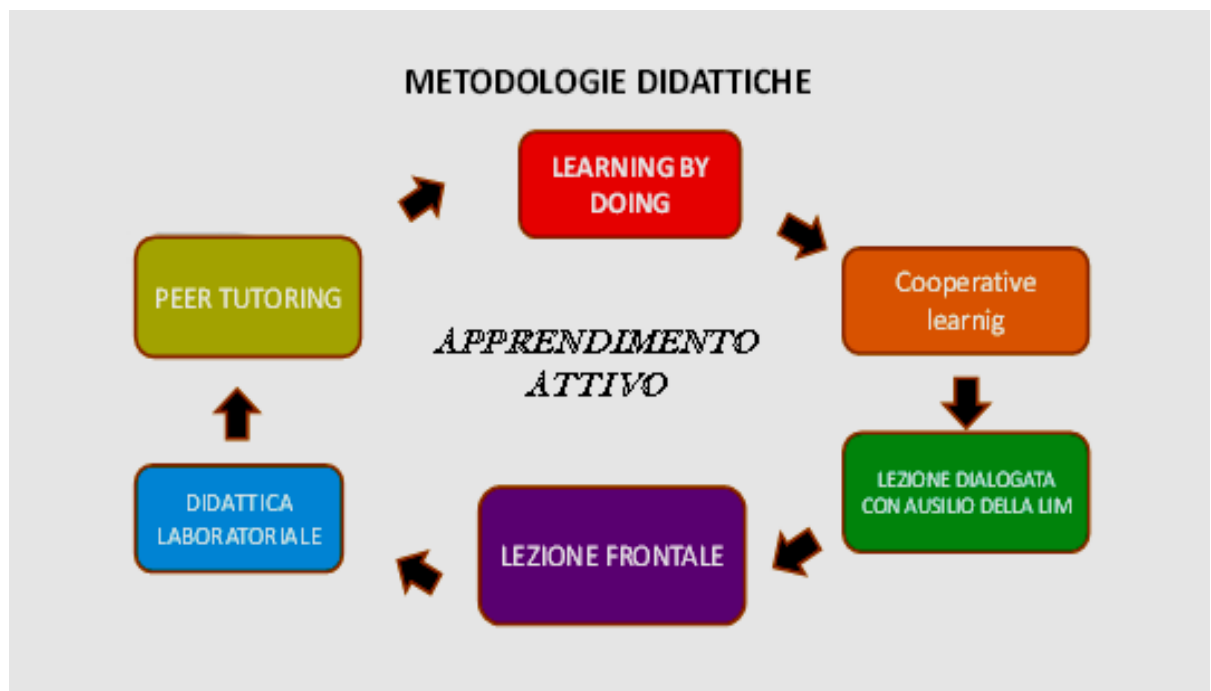 METODOLOGIE DIDATTICHE
LEARNING BY
DOING
Cooperative
learnig
LEZIONE DIALOGATA
CON AUSILIO DELLA LIM
LEZIONE FRONTALE
DIDATTICA
LABORATORIALE
PEER TUTORING
APPRENDIMENTO
ATTIVO